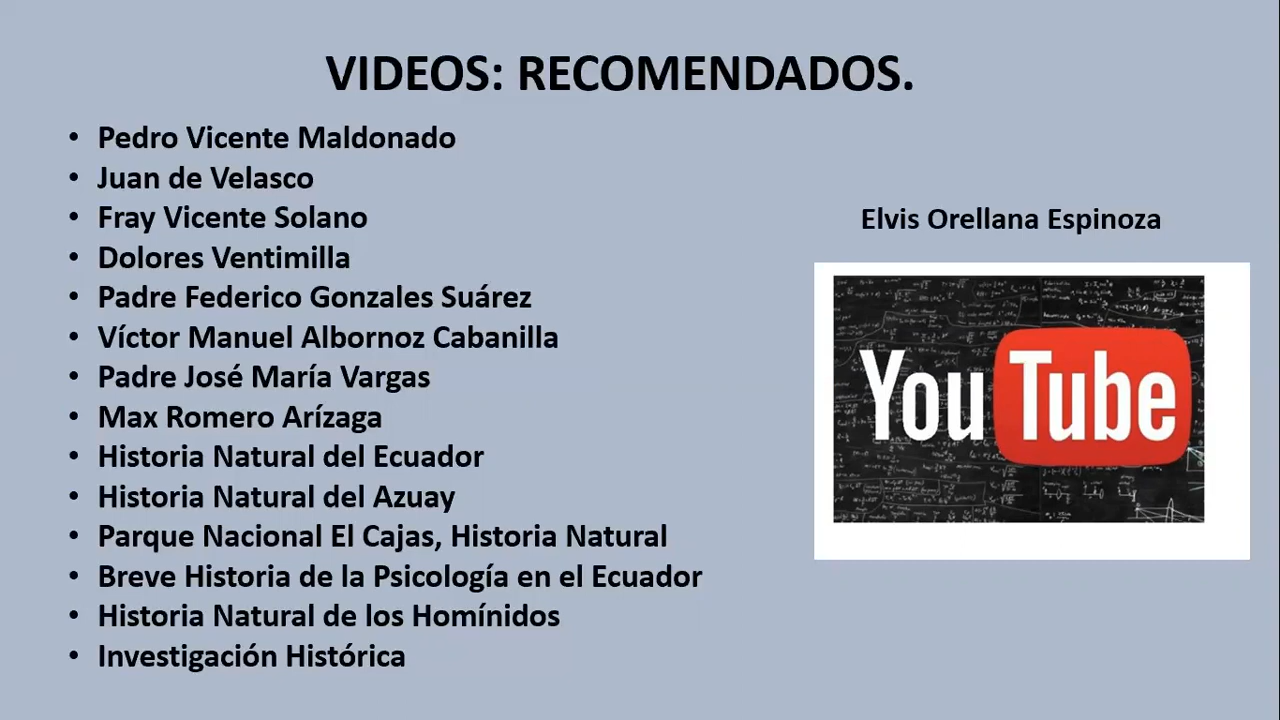 VIDEOS: RECOMENDADOS.
• Pedro Vicente Maldonado
• Juan de Velasco
• Fray Vicente Solano
• Dolores Ventimilla
• Padre Federico Gonzales Suárez
• Víctor Manuel Albornoz Cabanilla
• Padre José María Vargas
• Max Romero Arízaga
• Historia Natural del Ecuador
• Historia Natural del Azuay
• Parque Nacional El Cajas, Historia Natural
• Breve Historia de la Psicología en el Ecuador
• Historia Natural de los Homínidos
• Investigación Histórica
Elvis Orellana Espinoza
YouTube